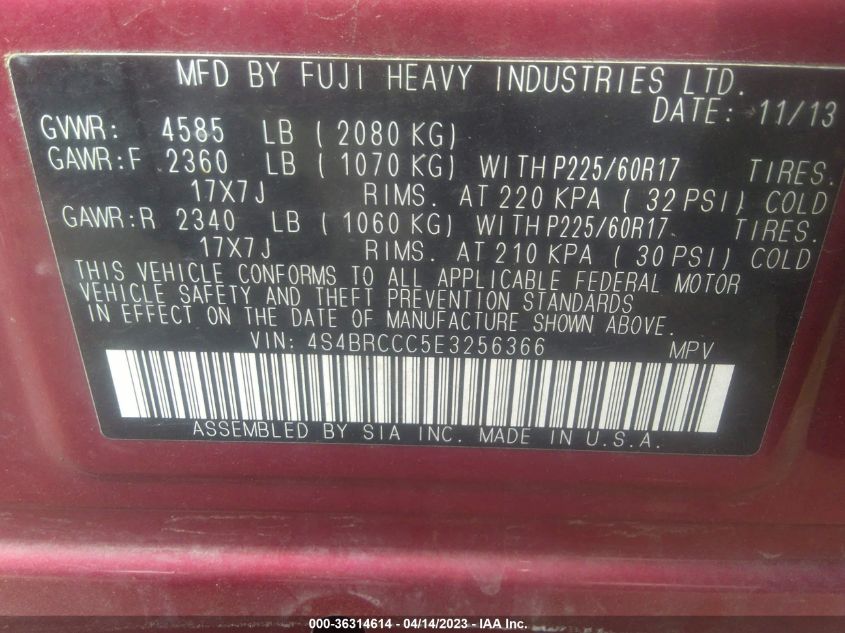 MFD BY FUJI HEAVY INDUSTRIES LTD.
DATE: 11/13
GVWR: 4585 LB ( 2080 KG)
GAWR:F 2360 LB ( 1070 KG) WITH P225/60R17 TIRES.
17X7J RIMS. AT 220 KPA ( 32 PSI) COLD
GAWR:R 2340 LB ( 1060 KG) WITH P225/60R17 TIRES.
17X7J RIMS. AT 210 KPA ( 30 PSI) COLD
THIS VEHICLE CONFORMS TO ALL APPLICABLE FEDERAL MOTOR
VEHICLE SAFETY AND THEFT PREVENTION STANDARDS
IN EFFECT ON THE DATE OF MANUFACTURE SHOWN ABOVE.
VIN: 4S4BRCCC5E3256366 MPV
ASSEMBLED BY SIA INC. MADE IN U.S.A.
000-36314614 - 04/14/2023 - IAA Inc.